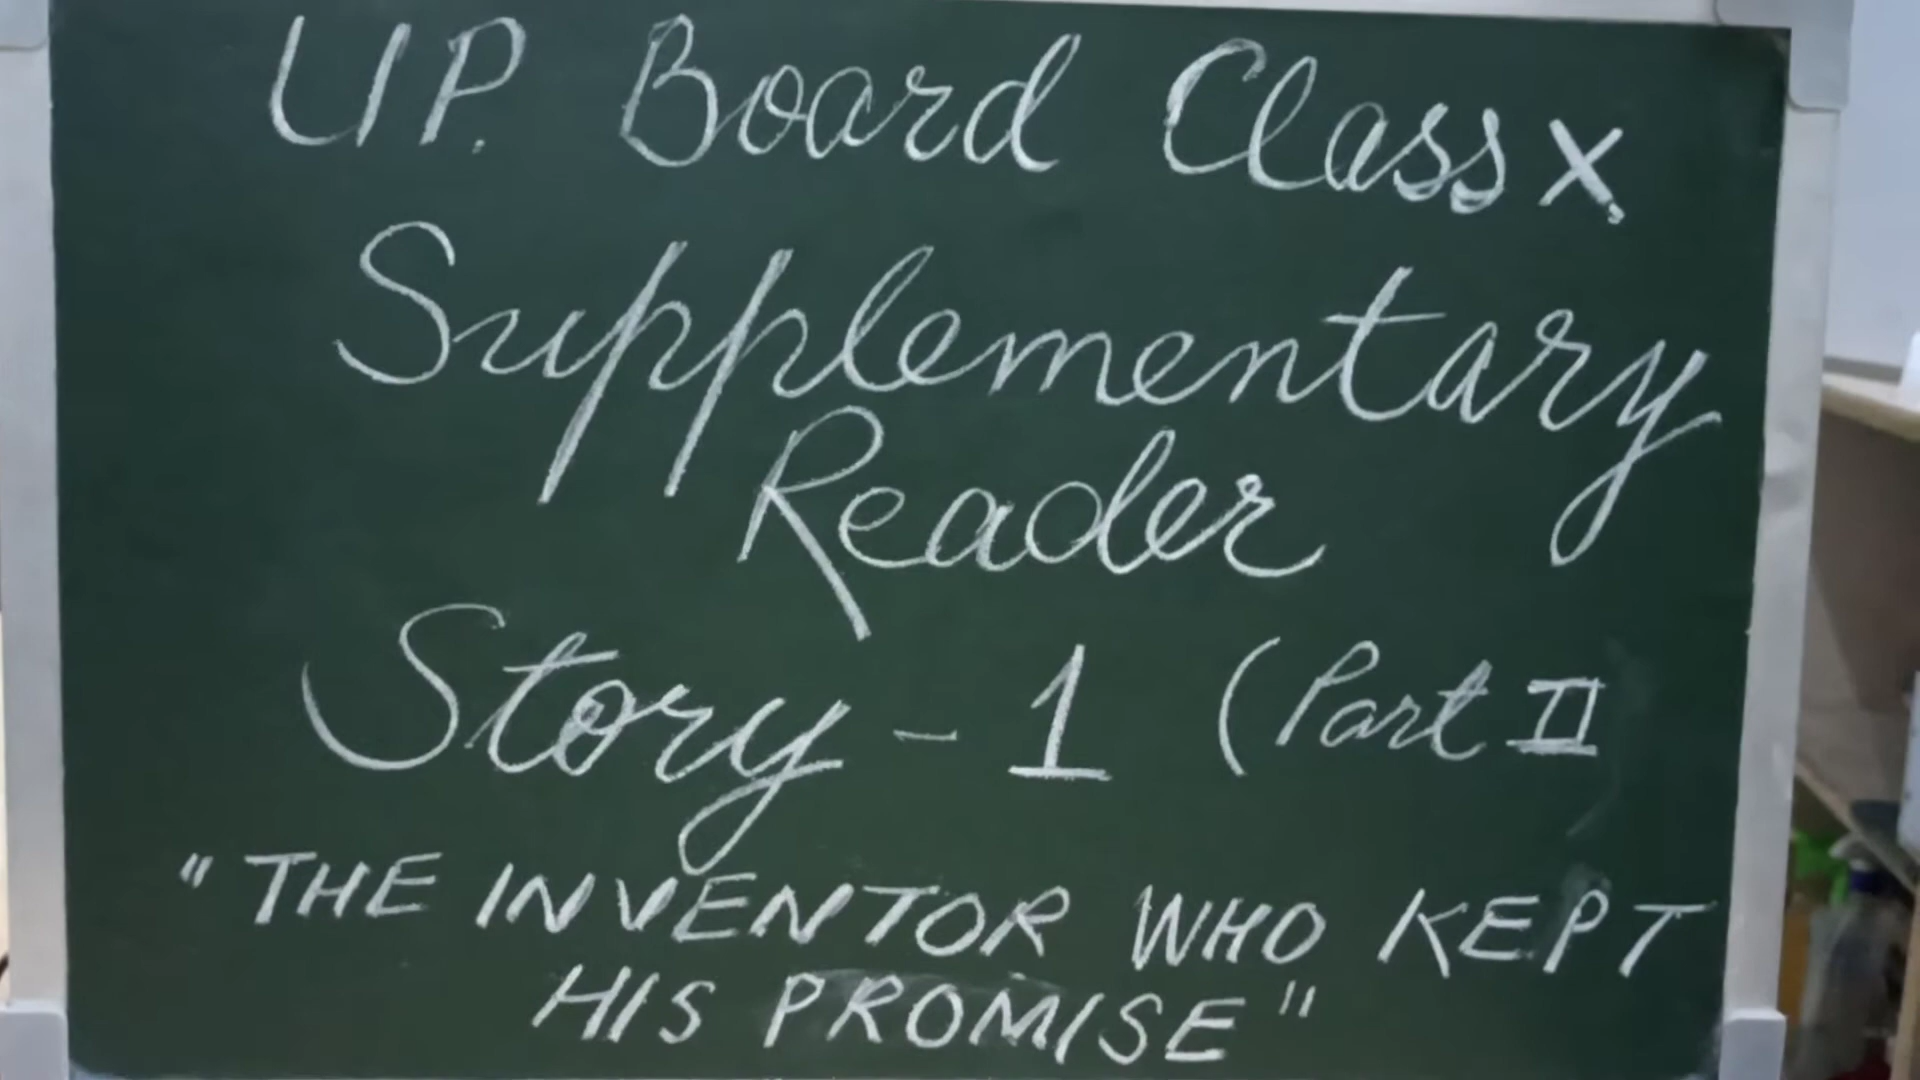 U.P. Board Class X.
Supplementary
Reader
Story - 1 (Part II
"THE INVENTOR WHO KEPT
HIS PROMISE"